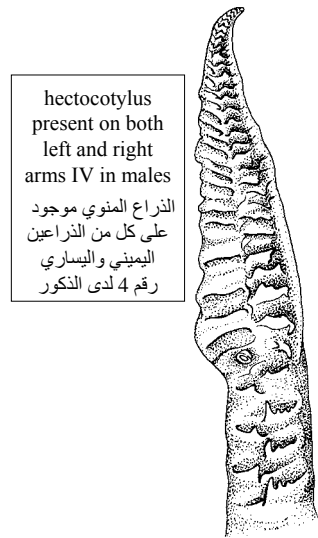 hectocotylus
present on both
left and right
arms IV in males
الذراع المنوي موجود
على كل من الذراعين
اليميني واليساري
رقم 4 لدى الذكور